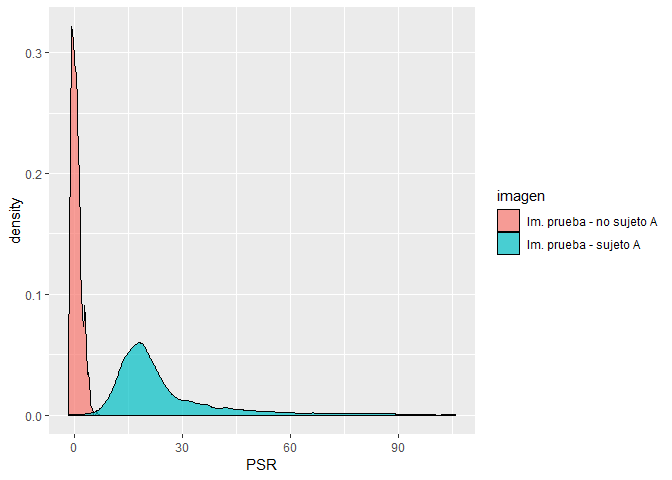 0.3
0.2
0.1
0.0
density
0
30
60
90
PSR
imagen
Im. prueba - no sujeto A
Im. prueba - sujeto A